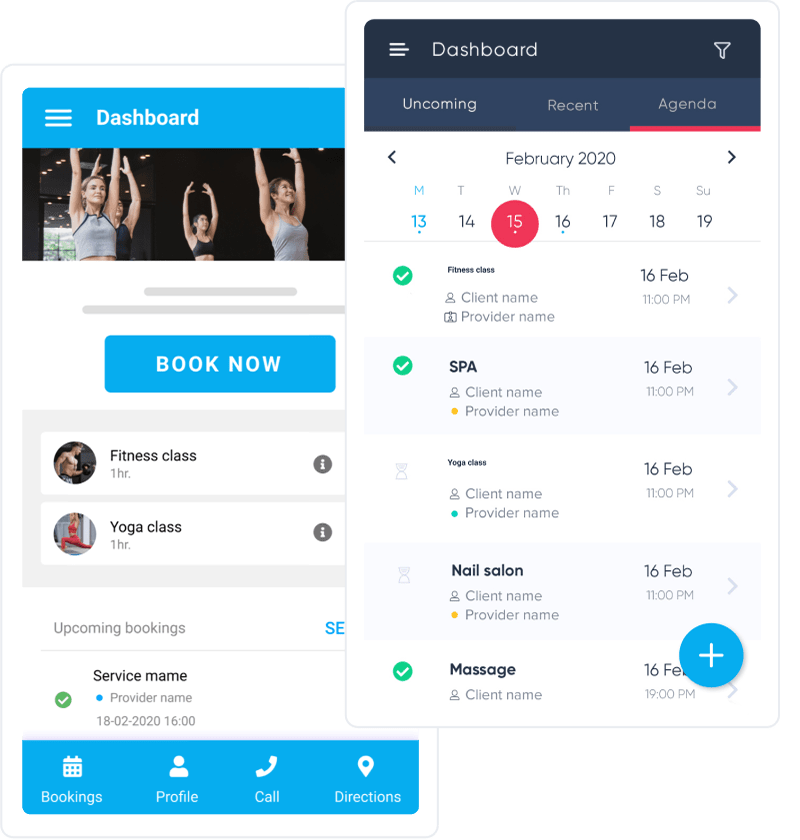 Dashboard
BOOK NOW
Fitness class
1hr.
Yoga class
1hr.
Upcoming bookings
SE
Service mame
Provider name
18-02-2020 16:00
Bookings
Profile
Call
Directions
Dashboard
Uncoming
Recent
Agenda
February 2020
M T W Th F S Su
13 14 15 16 17 18 19
Fitness class
16 Feb
Client name
11:00 PM
Provider name
SPA
16 Feb
Client name
11:00 PM
Provider name
Yoga class
16 Feb
Client name
11:00 PM
Provider name
Nail salon
16 Feb
Client name
11:00 PM
Provider name
Massage
16 Fe
Client name
19:00 PM